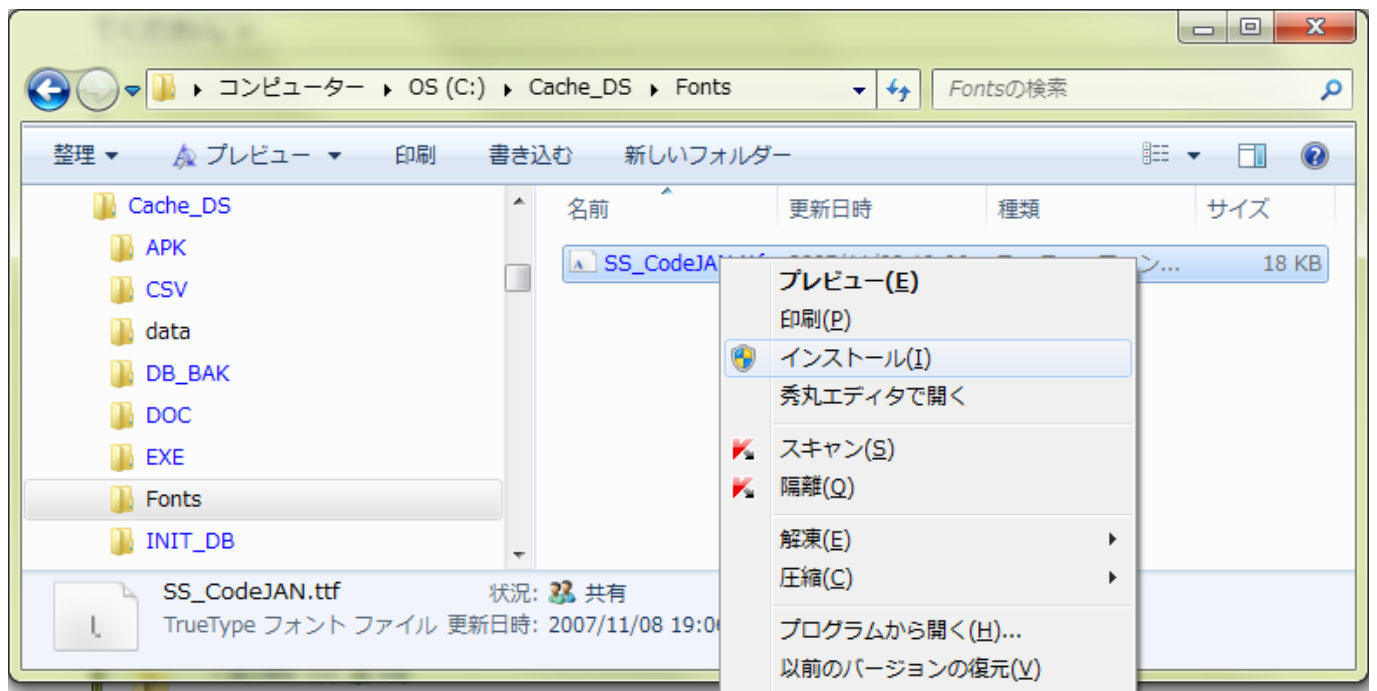 コンピューター ▸ OS (C:) ▸ Cache_DS ▸ Fonts
Fontsの検索
整理 プレビュー 印刷 書き込む 新しいフォルダー
Cache_DS
APK
CSV
data
DB_BAK
DOC
EXE
Fonts
INIT_DB
名前 更新日時 種類 サイズ
SS_CodeJA 18 KB
プレビュー(E)
印刷(P)
インストール(I)
秀丸エディタで開く
スキャン(S)
隔離(Q)
解凍(E)
圧縮(C)
プログラムから開く(H)...
以前のバージョンの復元(V)
SS_CodeJAN.ttf 状況: 共有
TrueType フォント ファイル 更新日時: 2007/11/08 19:0